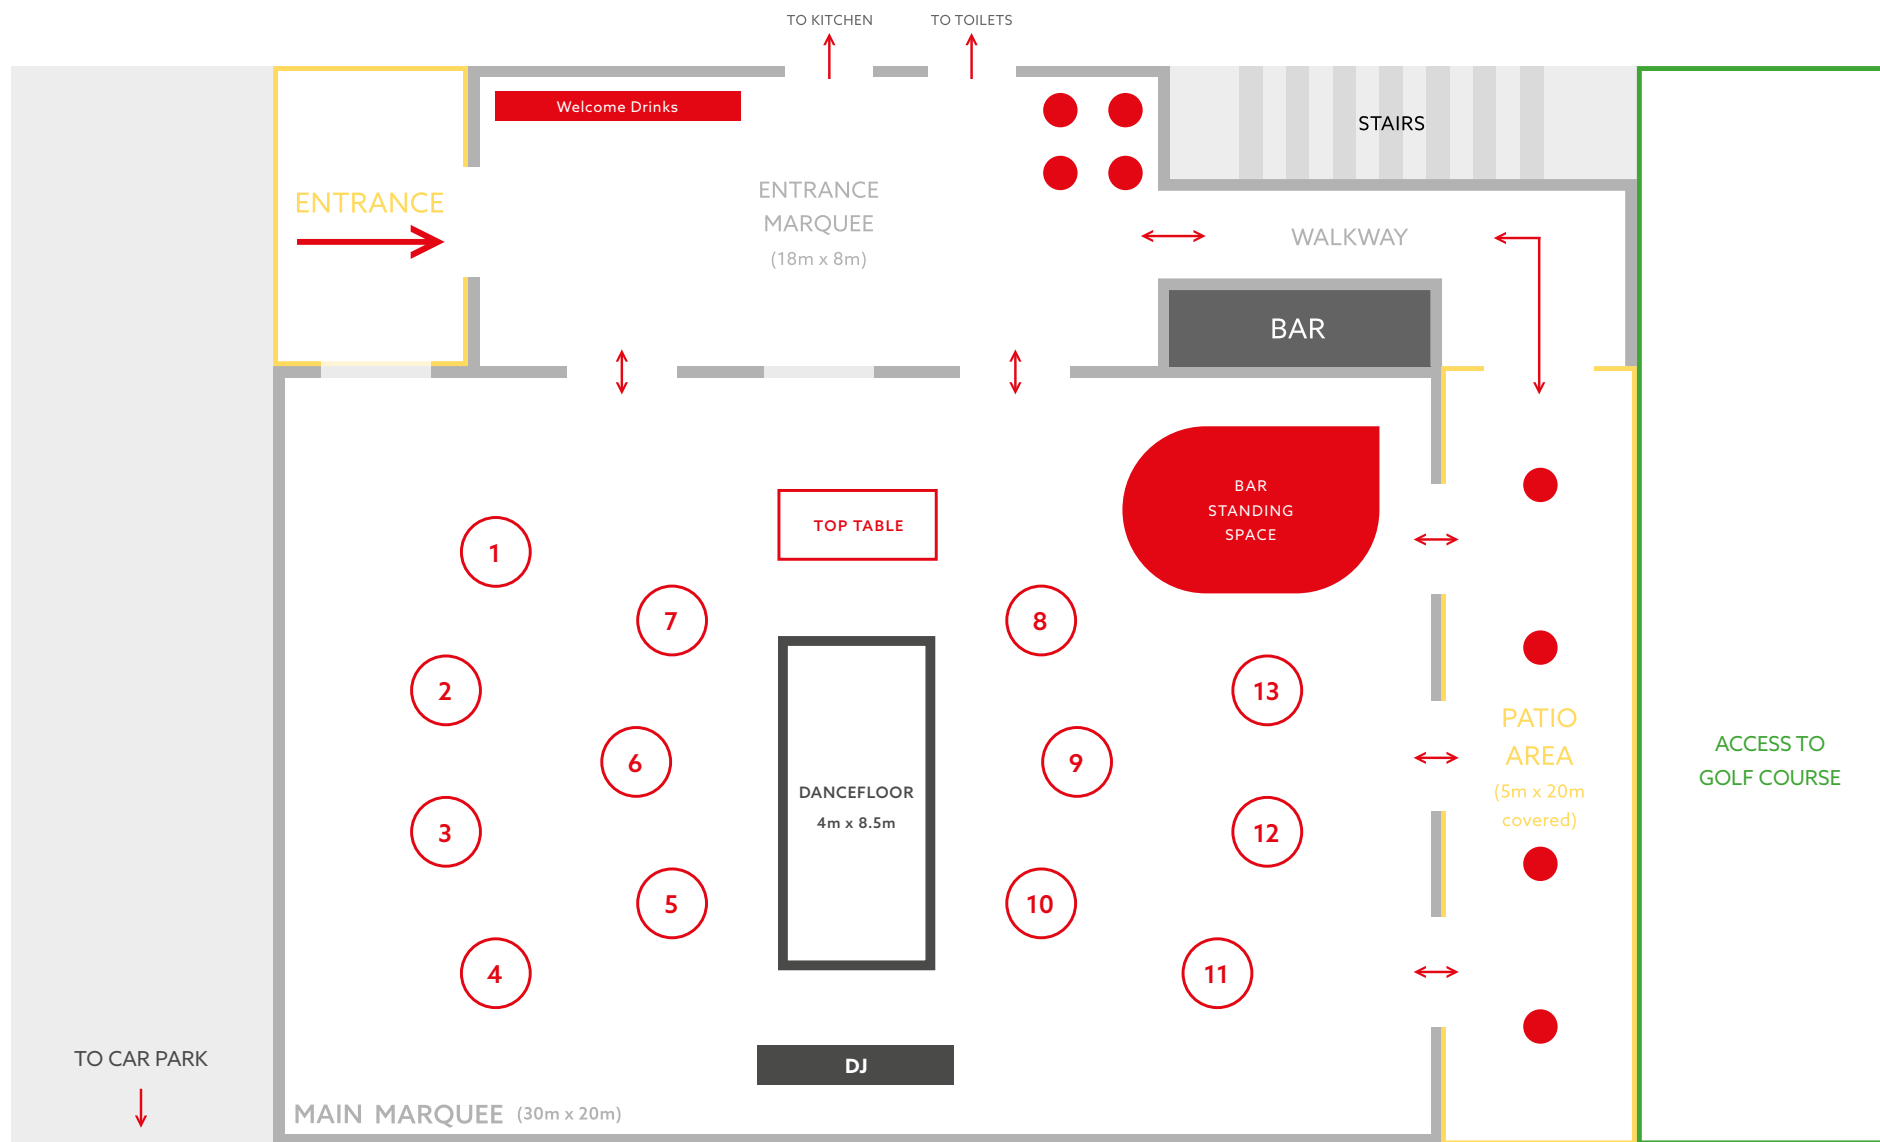 TO KITCHEN
TO TOILETS
Welcome Drinks
STAIRS
ENTRANCE
ENTRANCE
MARQUEE
(18m x 8m)
WALKWAY
BAR
BAR
STANDING
SPACE
TOP TABLE
1
7
8
2
13
6
9
PATIO
AREA
(5m x 20m
covered)
ACCESS TO
GOLF COURSE
DANCEFLOOR
4m x 8.5m
3
12
5
10
4
11
TO CAR PARK
DJ
MAIN MARQUEE (30m x 20m)